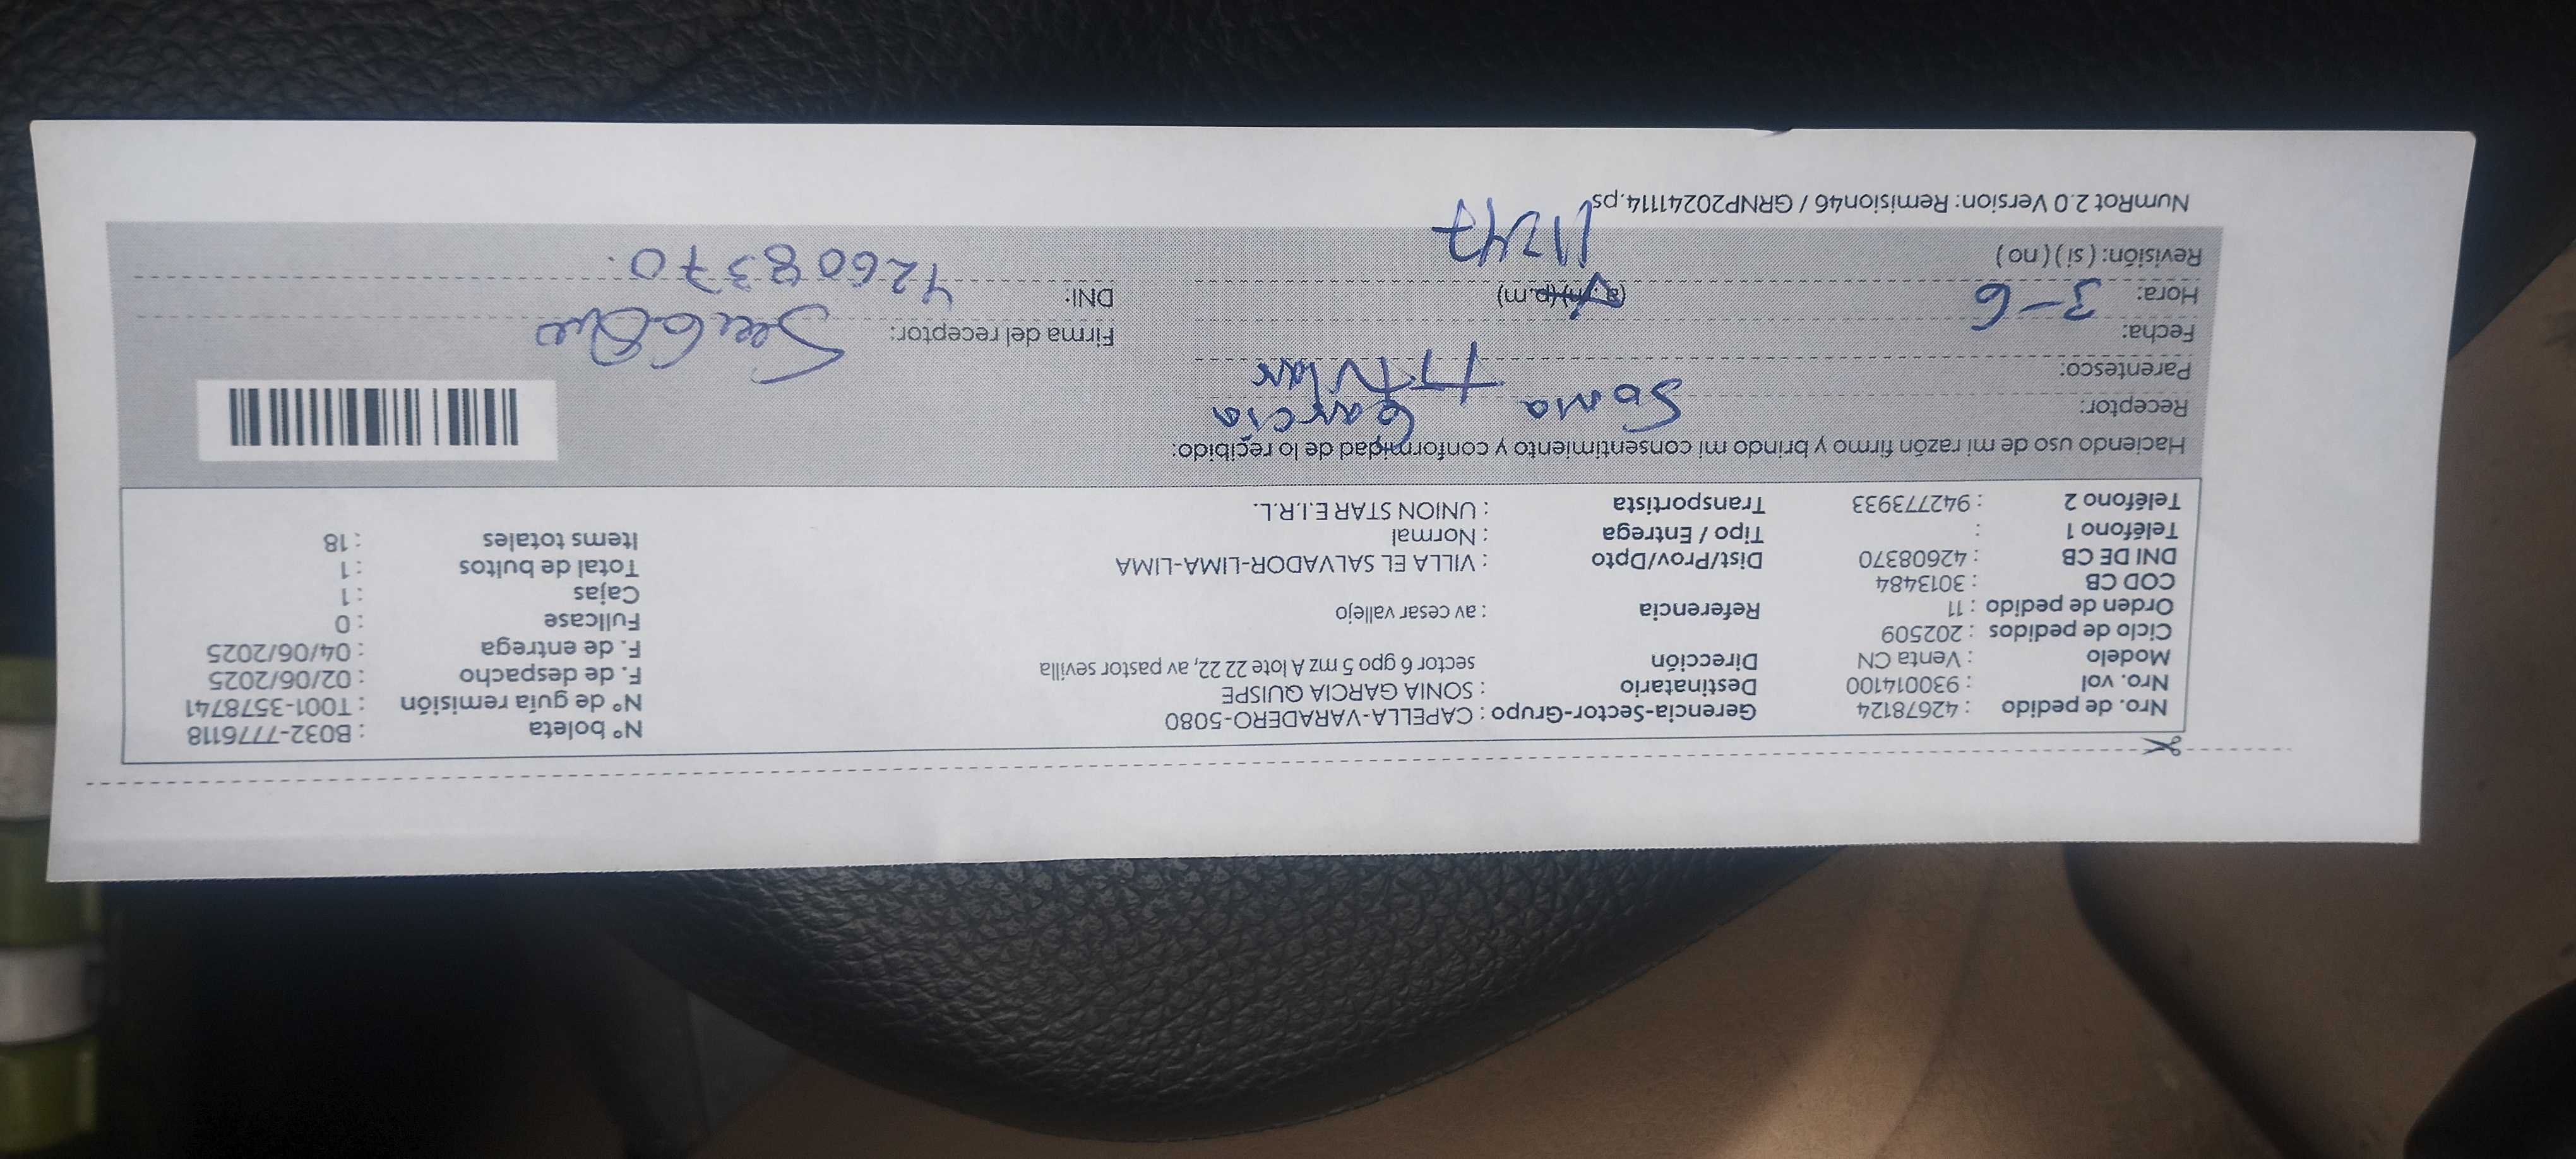 Nro. de pedido : 42678124
Nro. vol : 930014100
Modelo : Venta CN
Ciclo de pedidos : 202509
Orden de pedido : 11
COD CB : 3013484
DNI DE CB : 42608370
Teléfono 1 :
Teléfono 2 : 942773933
Gerencia-Sector-Grupo : CAPELLA-VARADERO-5080
Destinatario : SONIA GARCIA QUISPE
Dirección sector 6 gpo 5 mz A lote 22 22, av pastor sevilla
Referencia : av cesar vallejo
Dist/Prov/Dpto : VILLA EL SALVADOR-LIMA-LIMA
Tipo / Entrega : Normal
Transportista : UNION STAR E.I.R.L.
N° boleta : B032-7776118
N° de guía remisión : T001-3578741
F. de despacho : 02/06/2025
F. de entrega : 04/06/2025
Fullcase : 0
Cajas : 1
Total de bultos : 1
Items totales : 18
Haciendo uso de mi razón firmo y brindo mi consentimiento y conformidad de lo recibido:
Receptor: Sonia Garcia
Parentesco: Titular
Fecha: 3-6
Hora: (a.m)(p.m)
Revisión: ( si ) ( no )
Firma del receptor:
DNI: 42608370
NumRot 2.0 Version: Remision46 / GRNP20241114.ps